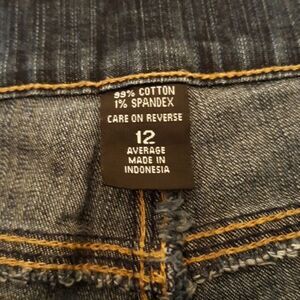 99% COTTON
1% SPANDEX
CARE ON REVERSE
12
AVERAGE
MADE IN
INDONESIA